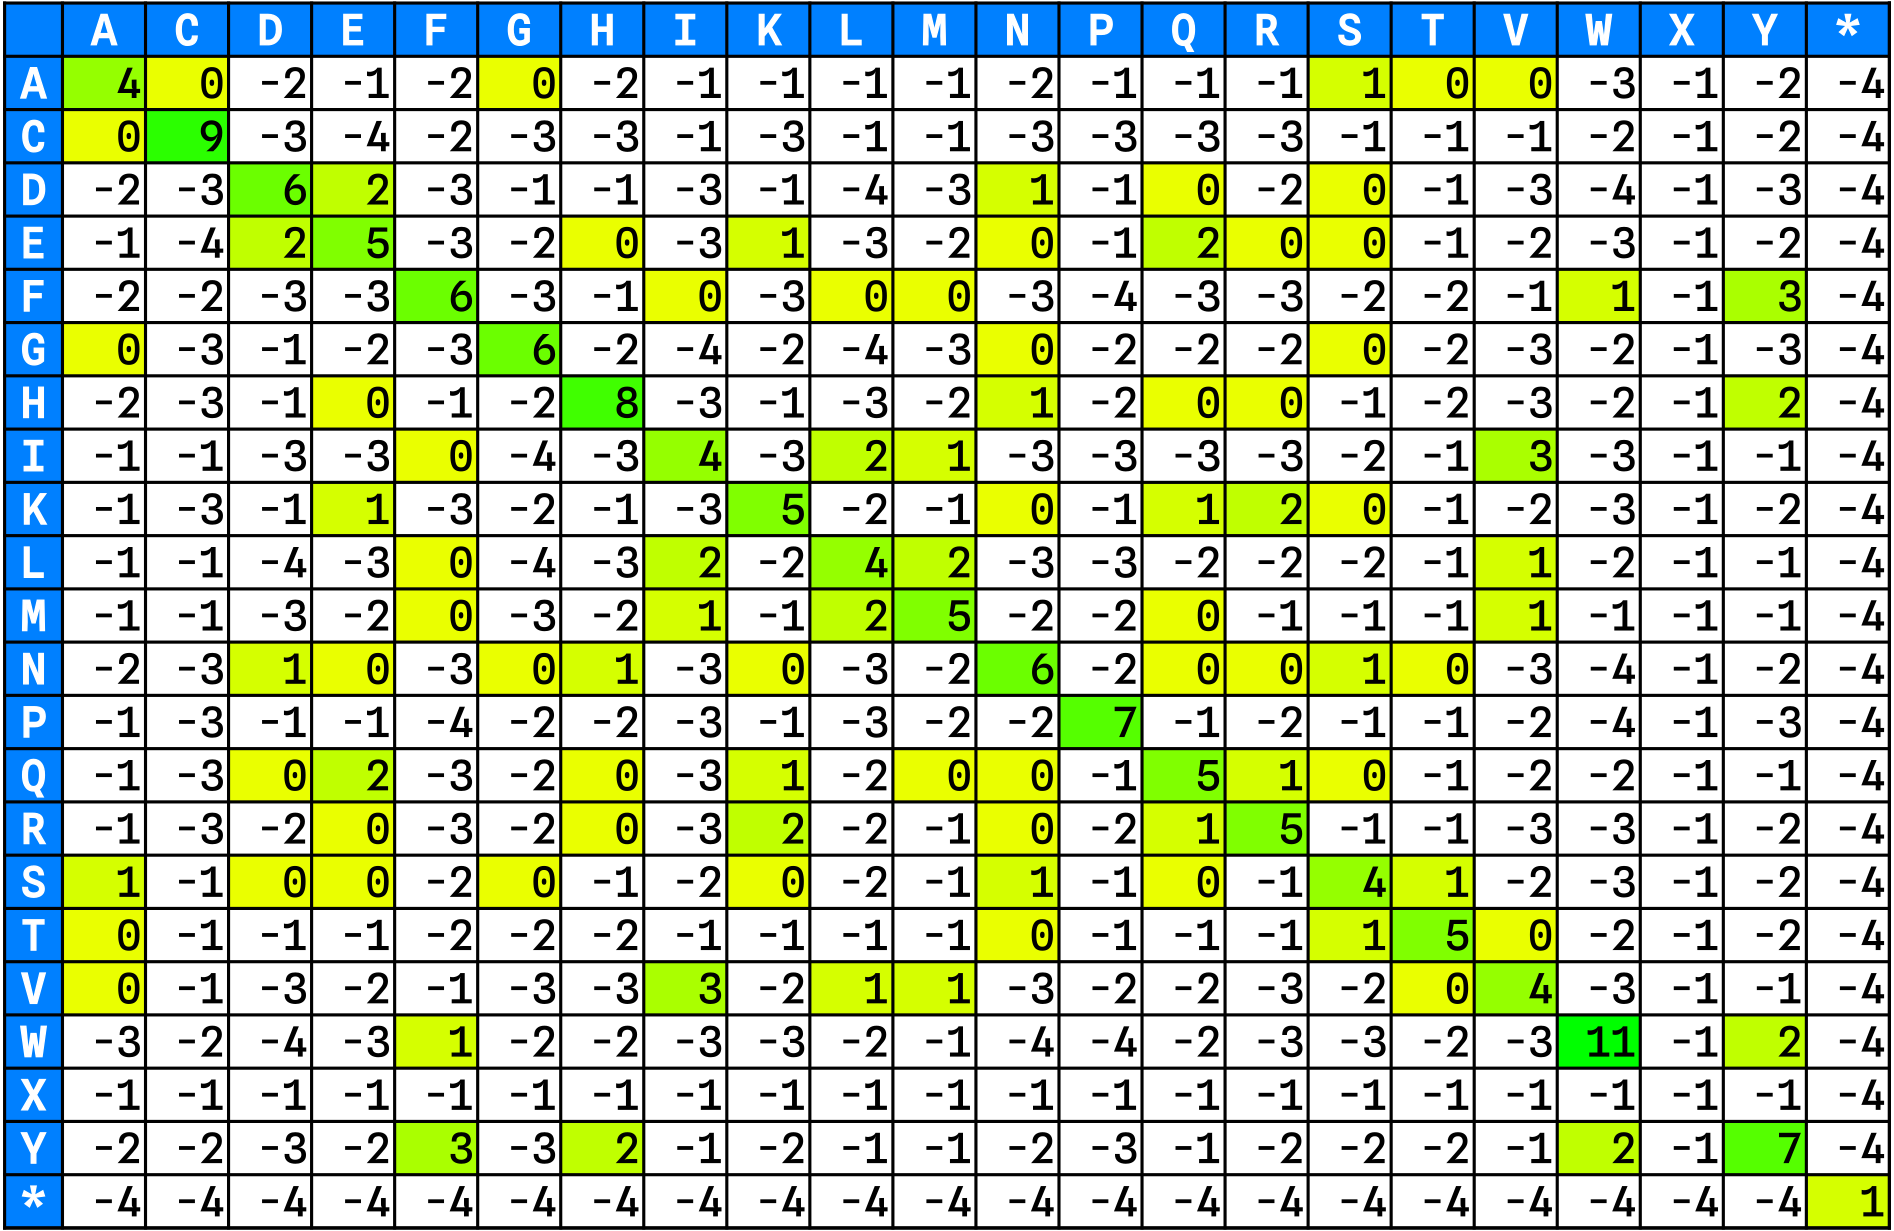 A C D E F G H I K L M N P Q R S T V W X Y *
A 4 0 -2 -1 -2 0 -2 -1 -1 -1 -1 -2 -1 -1 -1 1 0 0 -3 -1 -2 -4
C 0 9 -3 -4 -2 -3 -3 -1 -3 -1 -1 -3 -3 -3 -3 -1 -1 -1 -2 -1 -2 -4
D -2 -3 6 2 -3 -1 -1 -3 -1 -4 -3 1 -1 0 -2 0 -1 -3 -4 -1 -3 -4
E -1 -4 2 5 -3 -2 0 -3 1 -3 -2 0 -1 2 0 0 -1 -2 -3 -1 -2 -4
F -2 -2 -3 -3 6 -3 -1 0 -3 0 0 -3 -4 -3 -3 -2 -2 -1 1 -1 3 -4
G 0 -3 -1 -2 -3 6 -2 -4 -2 -4 -3 0 -2 -2 -2 0 -2 -3 -2 -1 -3 -4
H -2 -3 -1 0 -1 -2 8 -3 -1 -3 -2 1 -2 0 0 -1 -2 -3 -2 -1 2 -4
I -1 -1 -3 -3 0 -4 -3 4 -3 2 1 -3 -3 -3 -3 -2 -1 3 -3 -1 -1 -4
K -1 -3 -1 1 -3 -2 -1 -3 5 -2 -1 0 -1 1 2 0 -1 -2 -3 -1 -2 -4
L -1 -1 -4 -3 0 -4 -3 2 -2 4 2 -3 -3 -2 -2 -2 -1 1 -2 -1 -1 -4
M -1 -1 -3 -2 0 -3 -2 1 -1 2 5 -2 -2 0 -1 -1 -1 1 -1 -1 -1 -4
N -2 -3 1 0 -3 0 1 -3 0 -3 -2 6 -2 0 0 1 0 -3 -4 -1 -2 -4
P -1 -3 -1 -1 -4 -2 -2 -3 -1 -3 -2 -2 7 -1 -2 -1 -1 -2 -4 -1 -3 -4
Q -1 -3 0 2 -3 -2 0 -3 1 -2 0 0 -1 5 1 0 -1 -2 -2 -1 -1 -4
R -1 -3 -2 0 -3 -2 0 -3 2 -2 -1 0 -2 1 5 -1 -1 -3 -3 -1 -2 -4
S 1 -1 0 0 -2 0 -1 -2 0 -2 -1 1 -1 0 -1 4 1 -2 -3 -1 -2 -4
T 0 -1 -1 -1 -2 -2 -2 -1 -1 -1 -1 0 -1 -1 -1 1 5 0 -2 -1 -2 -4
V 0 -1 -3 -2 -1 -3 -3 3 -2 1 1 -3 -2 -2 -3 -2 0 4 -3 -1 -1 -4
W -3 -2 -4 -3 1 -2 -2 -3 -3 -2 -1 -4 -4 -2 -3 -3 -2 -3 11 -1 2 -4
X -1 -1 -1 -1 -1 -1 -1 -1 -1 -1 -1 -1 -1 -1 -1 -1 -1 -1 -1 -1 -1 -4
Y -2 -2 -3 -2 3 -3 2 -1 -2 -1 -1 -2 -3 -1 -2 -2 -2 -1 2 -1 7 -4
* -4 -4 -4 -4 -4 -4 -4 -4 -4 -4 -4 -4 -4 -4 -4 -4 -4 -4 -4 -4 -4 1